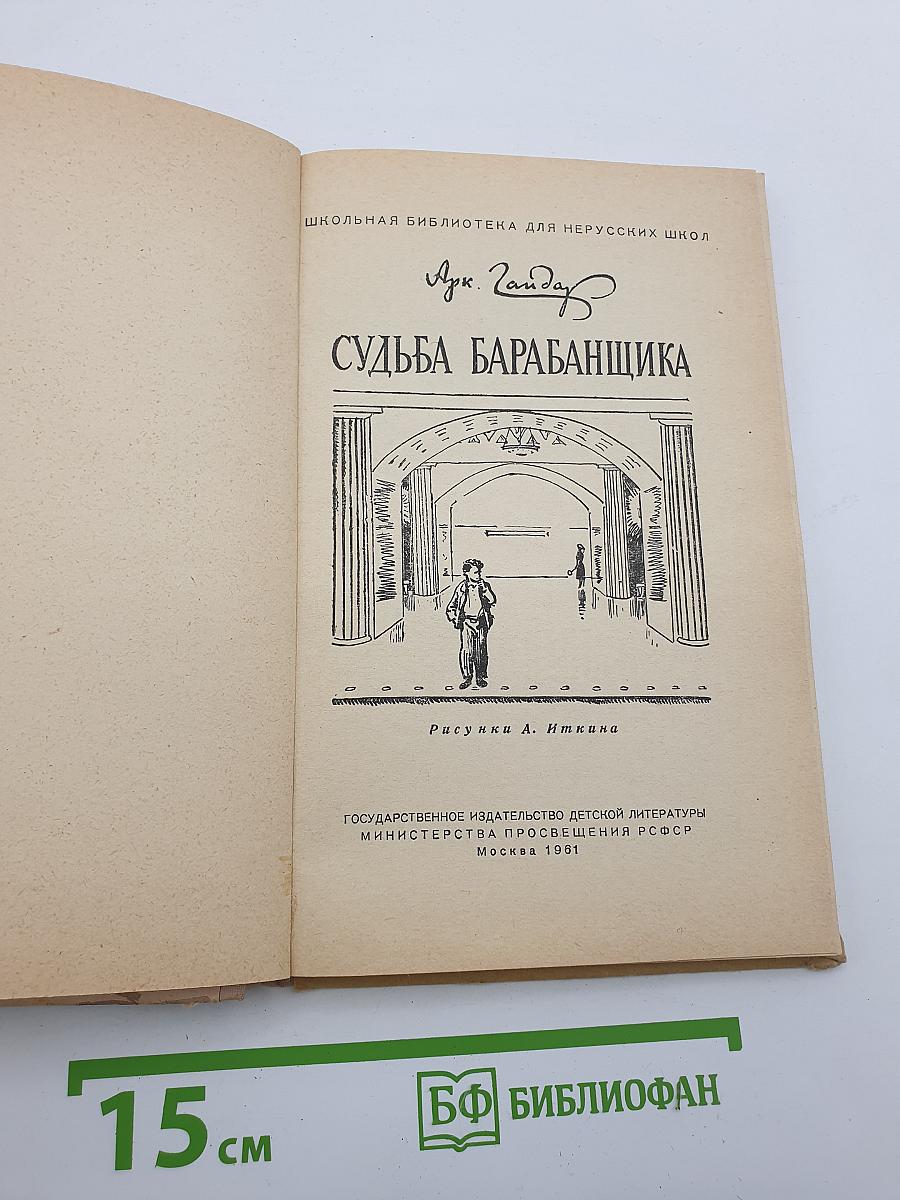 ШКОЛЬНАЯ БИБЛИОТЕКА ДЛЯ НЕРУССКИХ ШКОЛ
Арк. Гайдар
СУДЬБА БАРАБАНЩИКА
Рисунки А. Иткина
ГОСУДАРСТВЕННОЕ ИЗДАТЕЛЬСТВО ДЕТСКОЙ ЛИТЕРАТУРЫ
МИНИСТЕРСТВА ПРОСВЕЩЕНИЯ РСФСР
Москва 1961
15 см
БФ БИБЛИОФАН